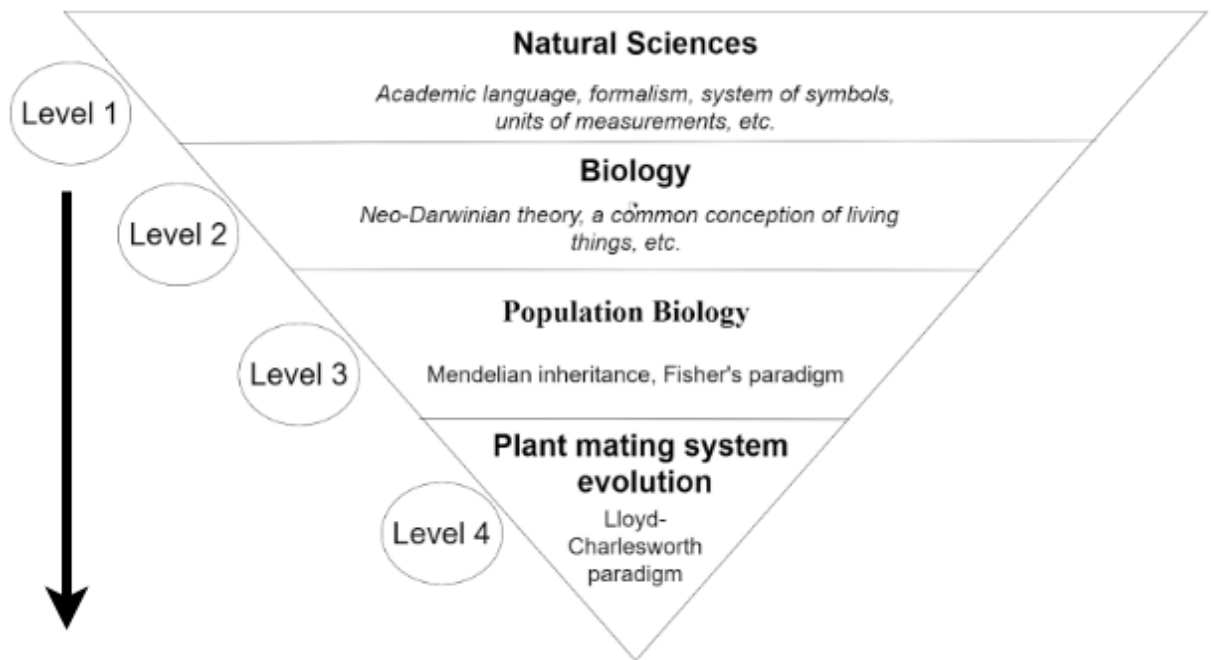 Natural Sciences
Academic language, formalism, system of symbols,
units of measurements, etc.
Level 1
Biology
Neo-Darwinian theory, a common conception of living
things, etc.
Level 2
Population Biology
Mendelian inheritance, Fisher's paradigm
Level 3
Plant mating system
evolution
Lloyd-
Charlesworth
paradigm
Level 4